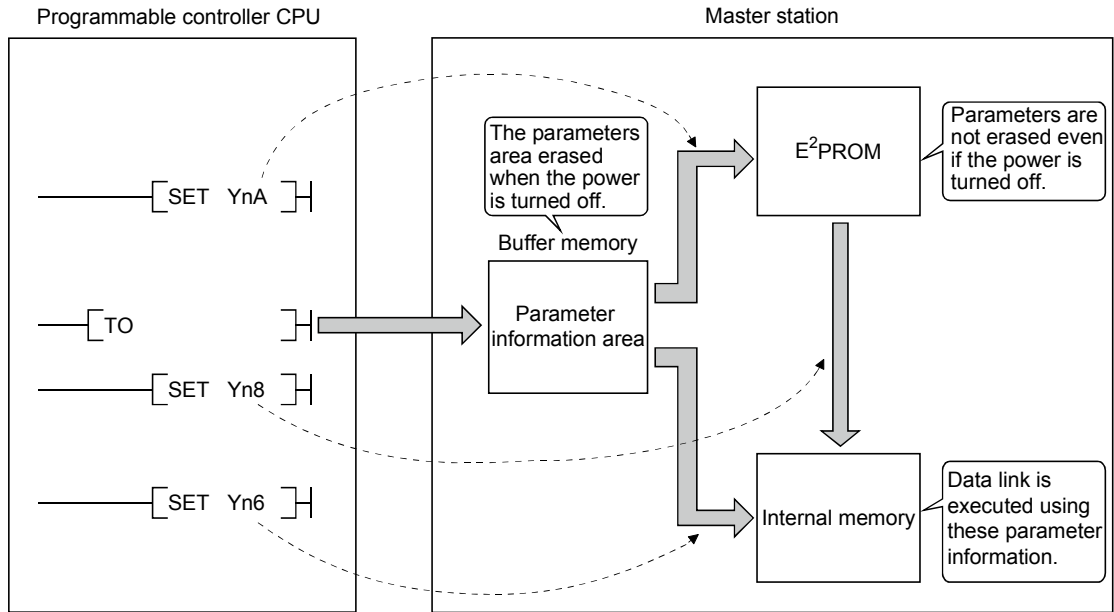 Programmable controller CPU
Master station
SET YnA
TO
SET Yn8
SET Yn6
The parameters
area erased
when the power
is turned off.
Buffer memory
Parameter
information area
E²PROM
Parameters are
not erased even
if the power is
turned off.
Internal memory
Data link is
executed using
these parameter
information.